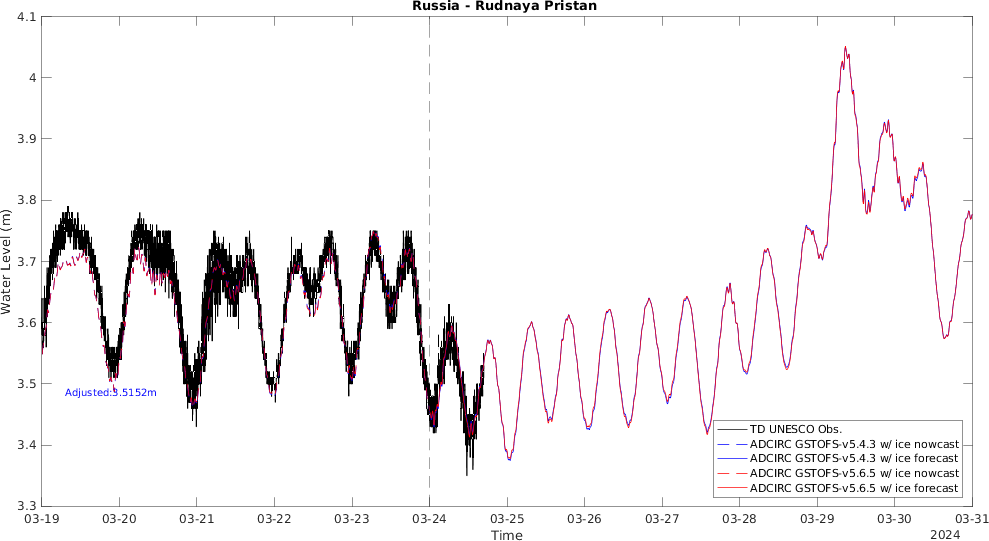 Russia - Rudnaya Pristan
4.1
4
3.9
3.8
3.7
3.6
3.5
3.4
3.3
Water Level (m)
Adjusted:3.5152m
TD UNESCO Obs.
ADCIRC GSTOFS-v5.4.3 w/ ice nowcast
ADCIRC GSTOFS-v5.4.3 w/ ice forecast
ADCIRC GSTOFS-v5.6.5 w/ ice nowcast
ADCIRC GSTOFS-v5.6.5 w/ ice forecast
03-19 03-20 03-21 03-22 03-23 03-24 03-25 03-26 03-27 03-28 03-29 03-30 03-31
Time
2024